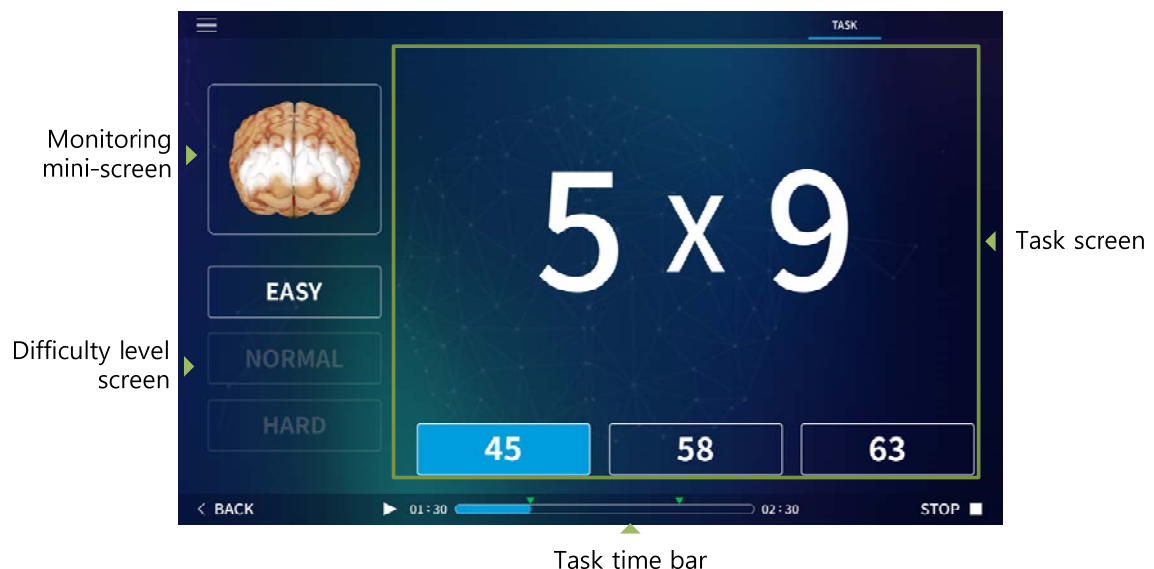 TASK
Monitoring
mini-screen
5 x 9
Task screen
EASY
Difficulty level
screen
NORMAL
HARD
45 58 63
< BACK 01:30 02:30 STOP
Task time bar